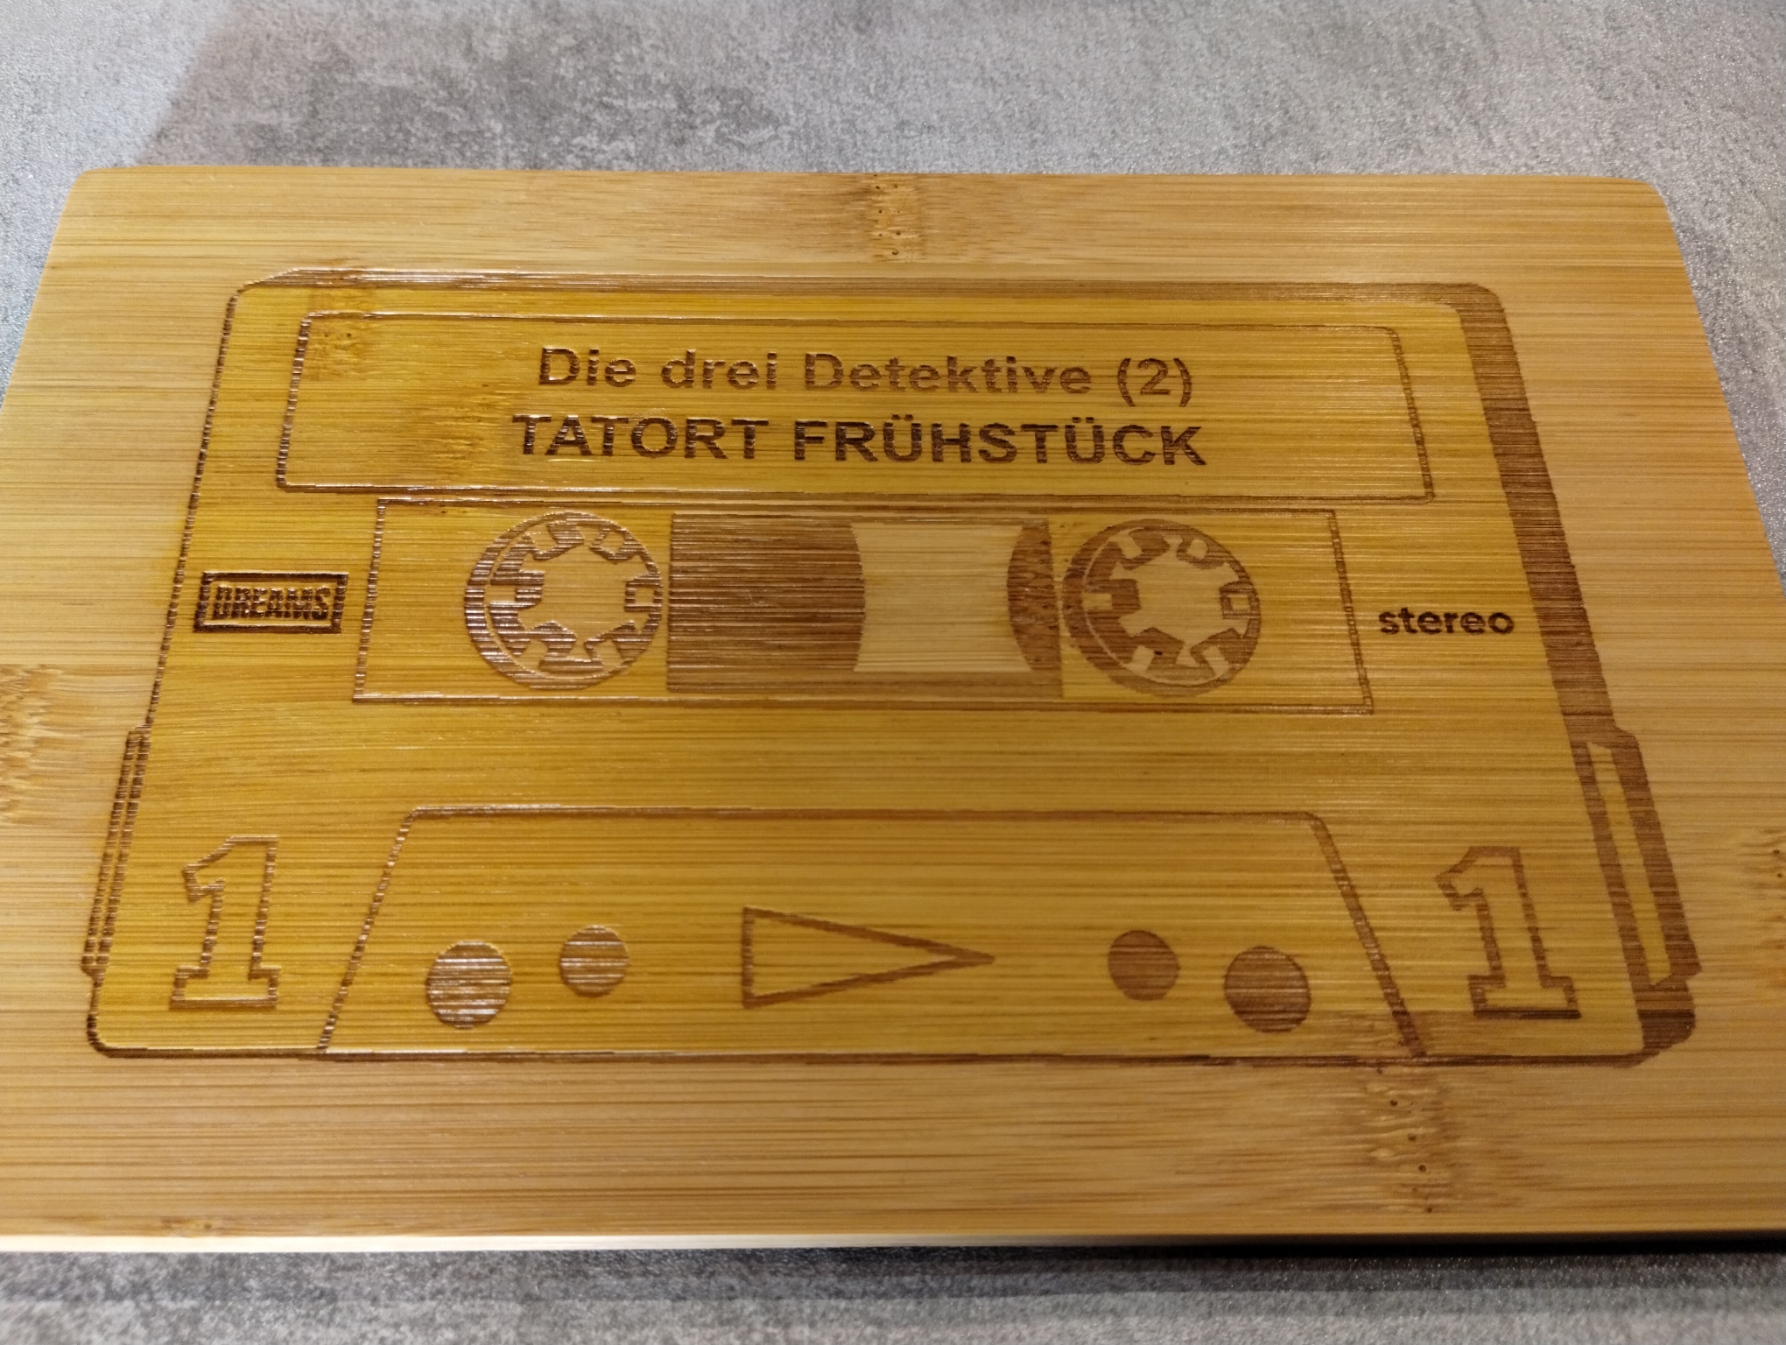 Die drei Detektive (2)
TATORT FRÜHSTÜCK
DREAMS
stereo
1
1